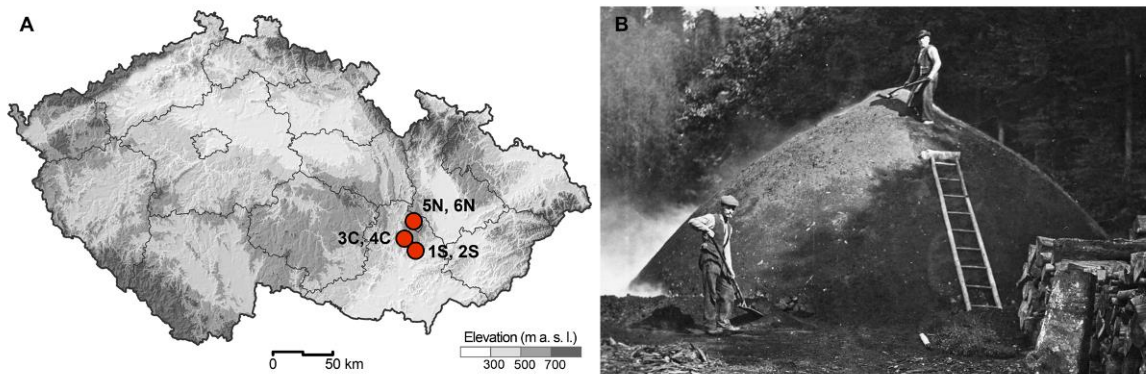 A
5N, 6N
3C, 4C
1S, 2S
Elevation (m a. s. l.)
300 500 700
0 50 km
B